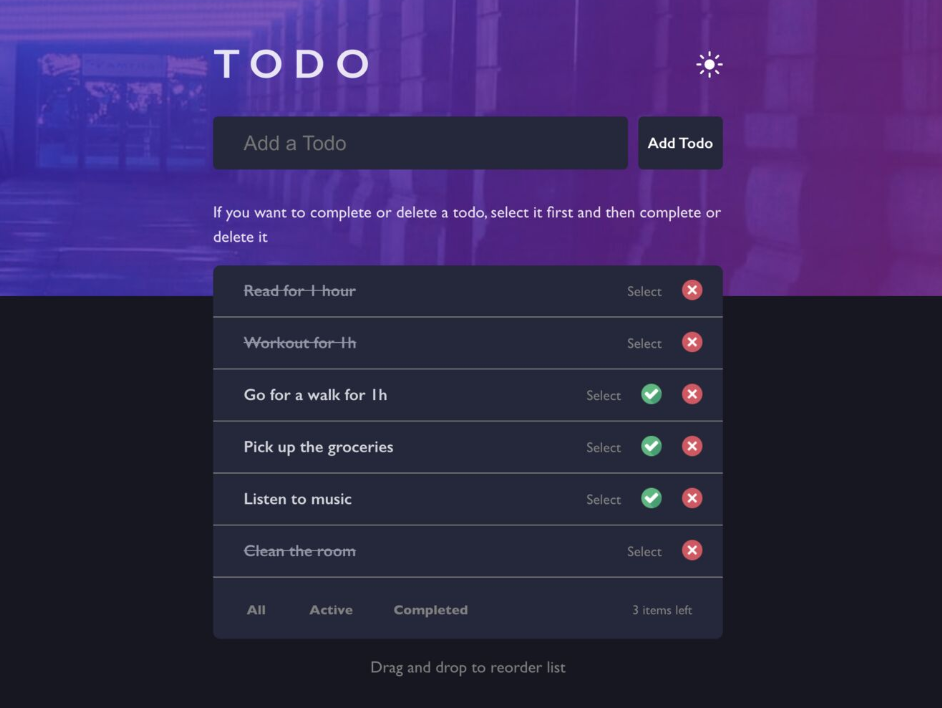 TODO
Add a Todo Add Todo
If you want to complete or delete a todo, select it first and then complete or
delete it
Read for 1 hour Select
Workout for 1h Select
Go for a walk for 1h Select
Pick up the groceries Select
Listen to music Select
Clean the room Select
All Active Completed 3 items left
Drag and drop to reorder list